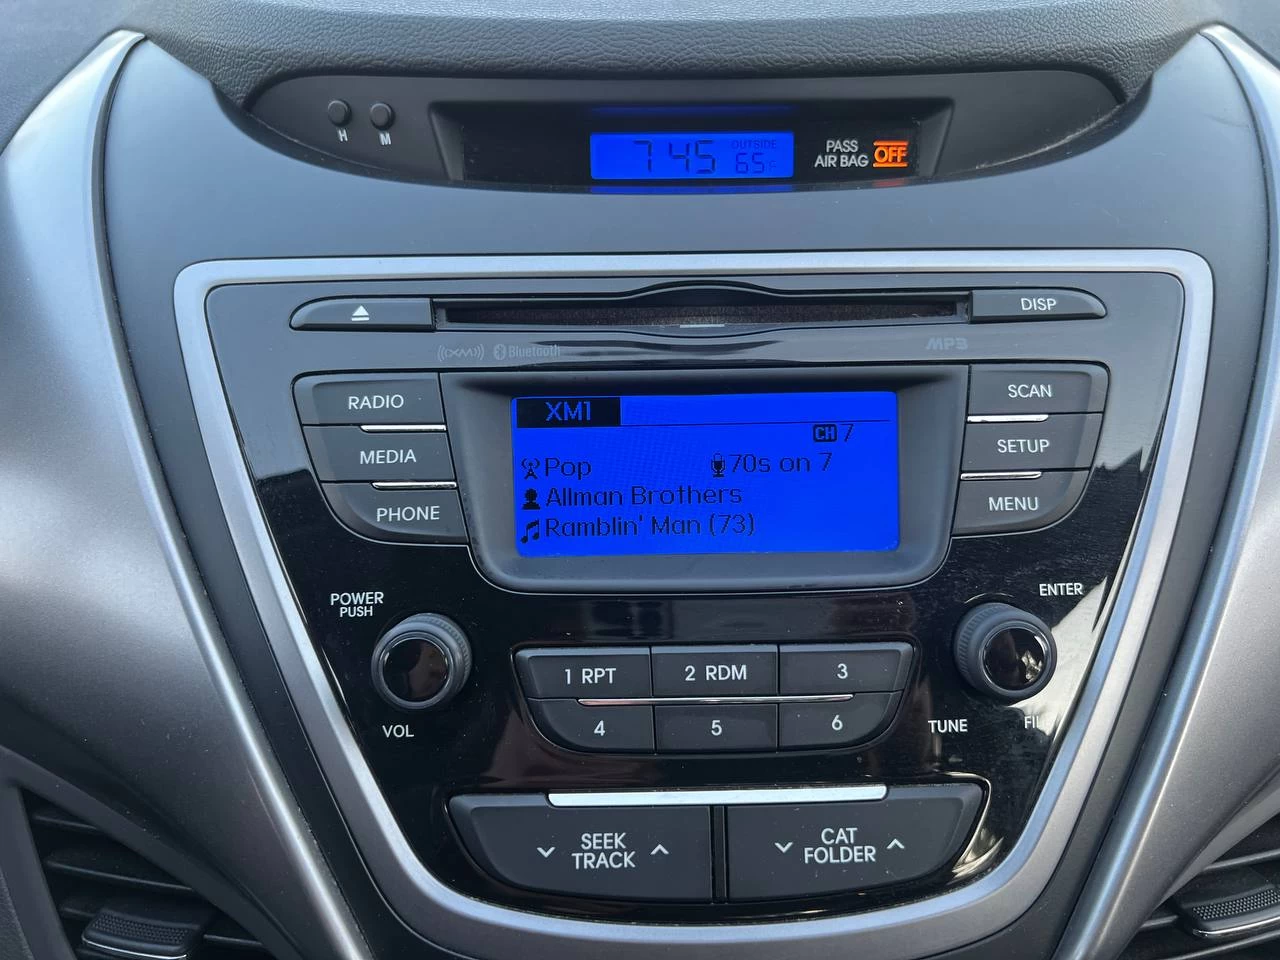 H M
7:45
OUTSIDE
65°F
PASS
AIR BAG OFF
DISP
((XM)) Bluetooth
MP3
RADIO
MEDIA
PHONE
XM1
CH 7
Pop 70s on 7
Allman Brothers
Ramblin' Man (73)
SCAN
SETUP
MENU
POWER
PUSH
VOL
ENTER
TUNE
FILE
1 RPT
2 RDM
3
4
5
6
SEEK
TRACK
CAT
FOLDER